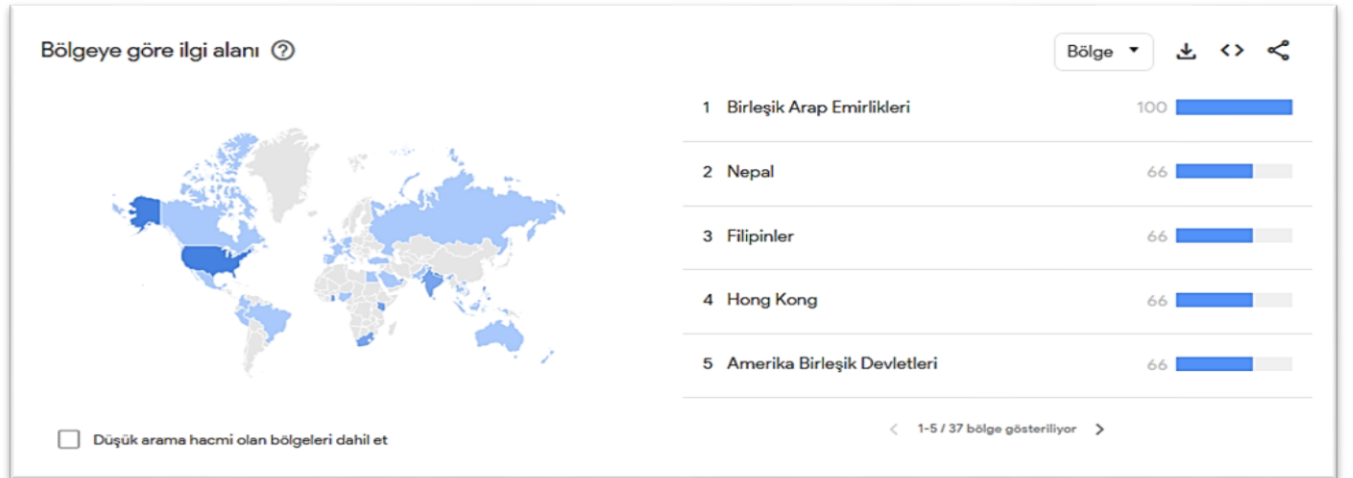 Bölgeye göre ilgi alanı ?
Bölge
1 Birleşik Arap Emirlikleri 100
2 Nepal 66
3 Filipinler 66
4 Hong Kong 66
5 Amerika Birleşik Devletleri 66
Düşük arama hacmi olan bölgeleri dahil et
1-5 / 37 bölge gösteriliyor